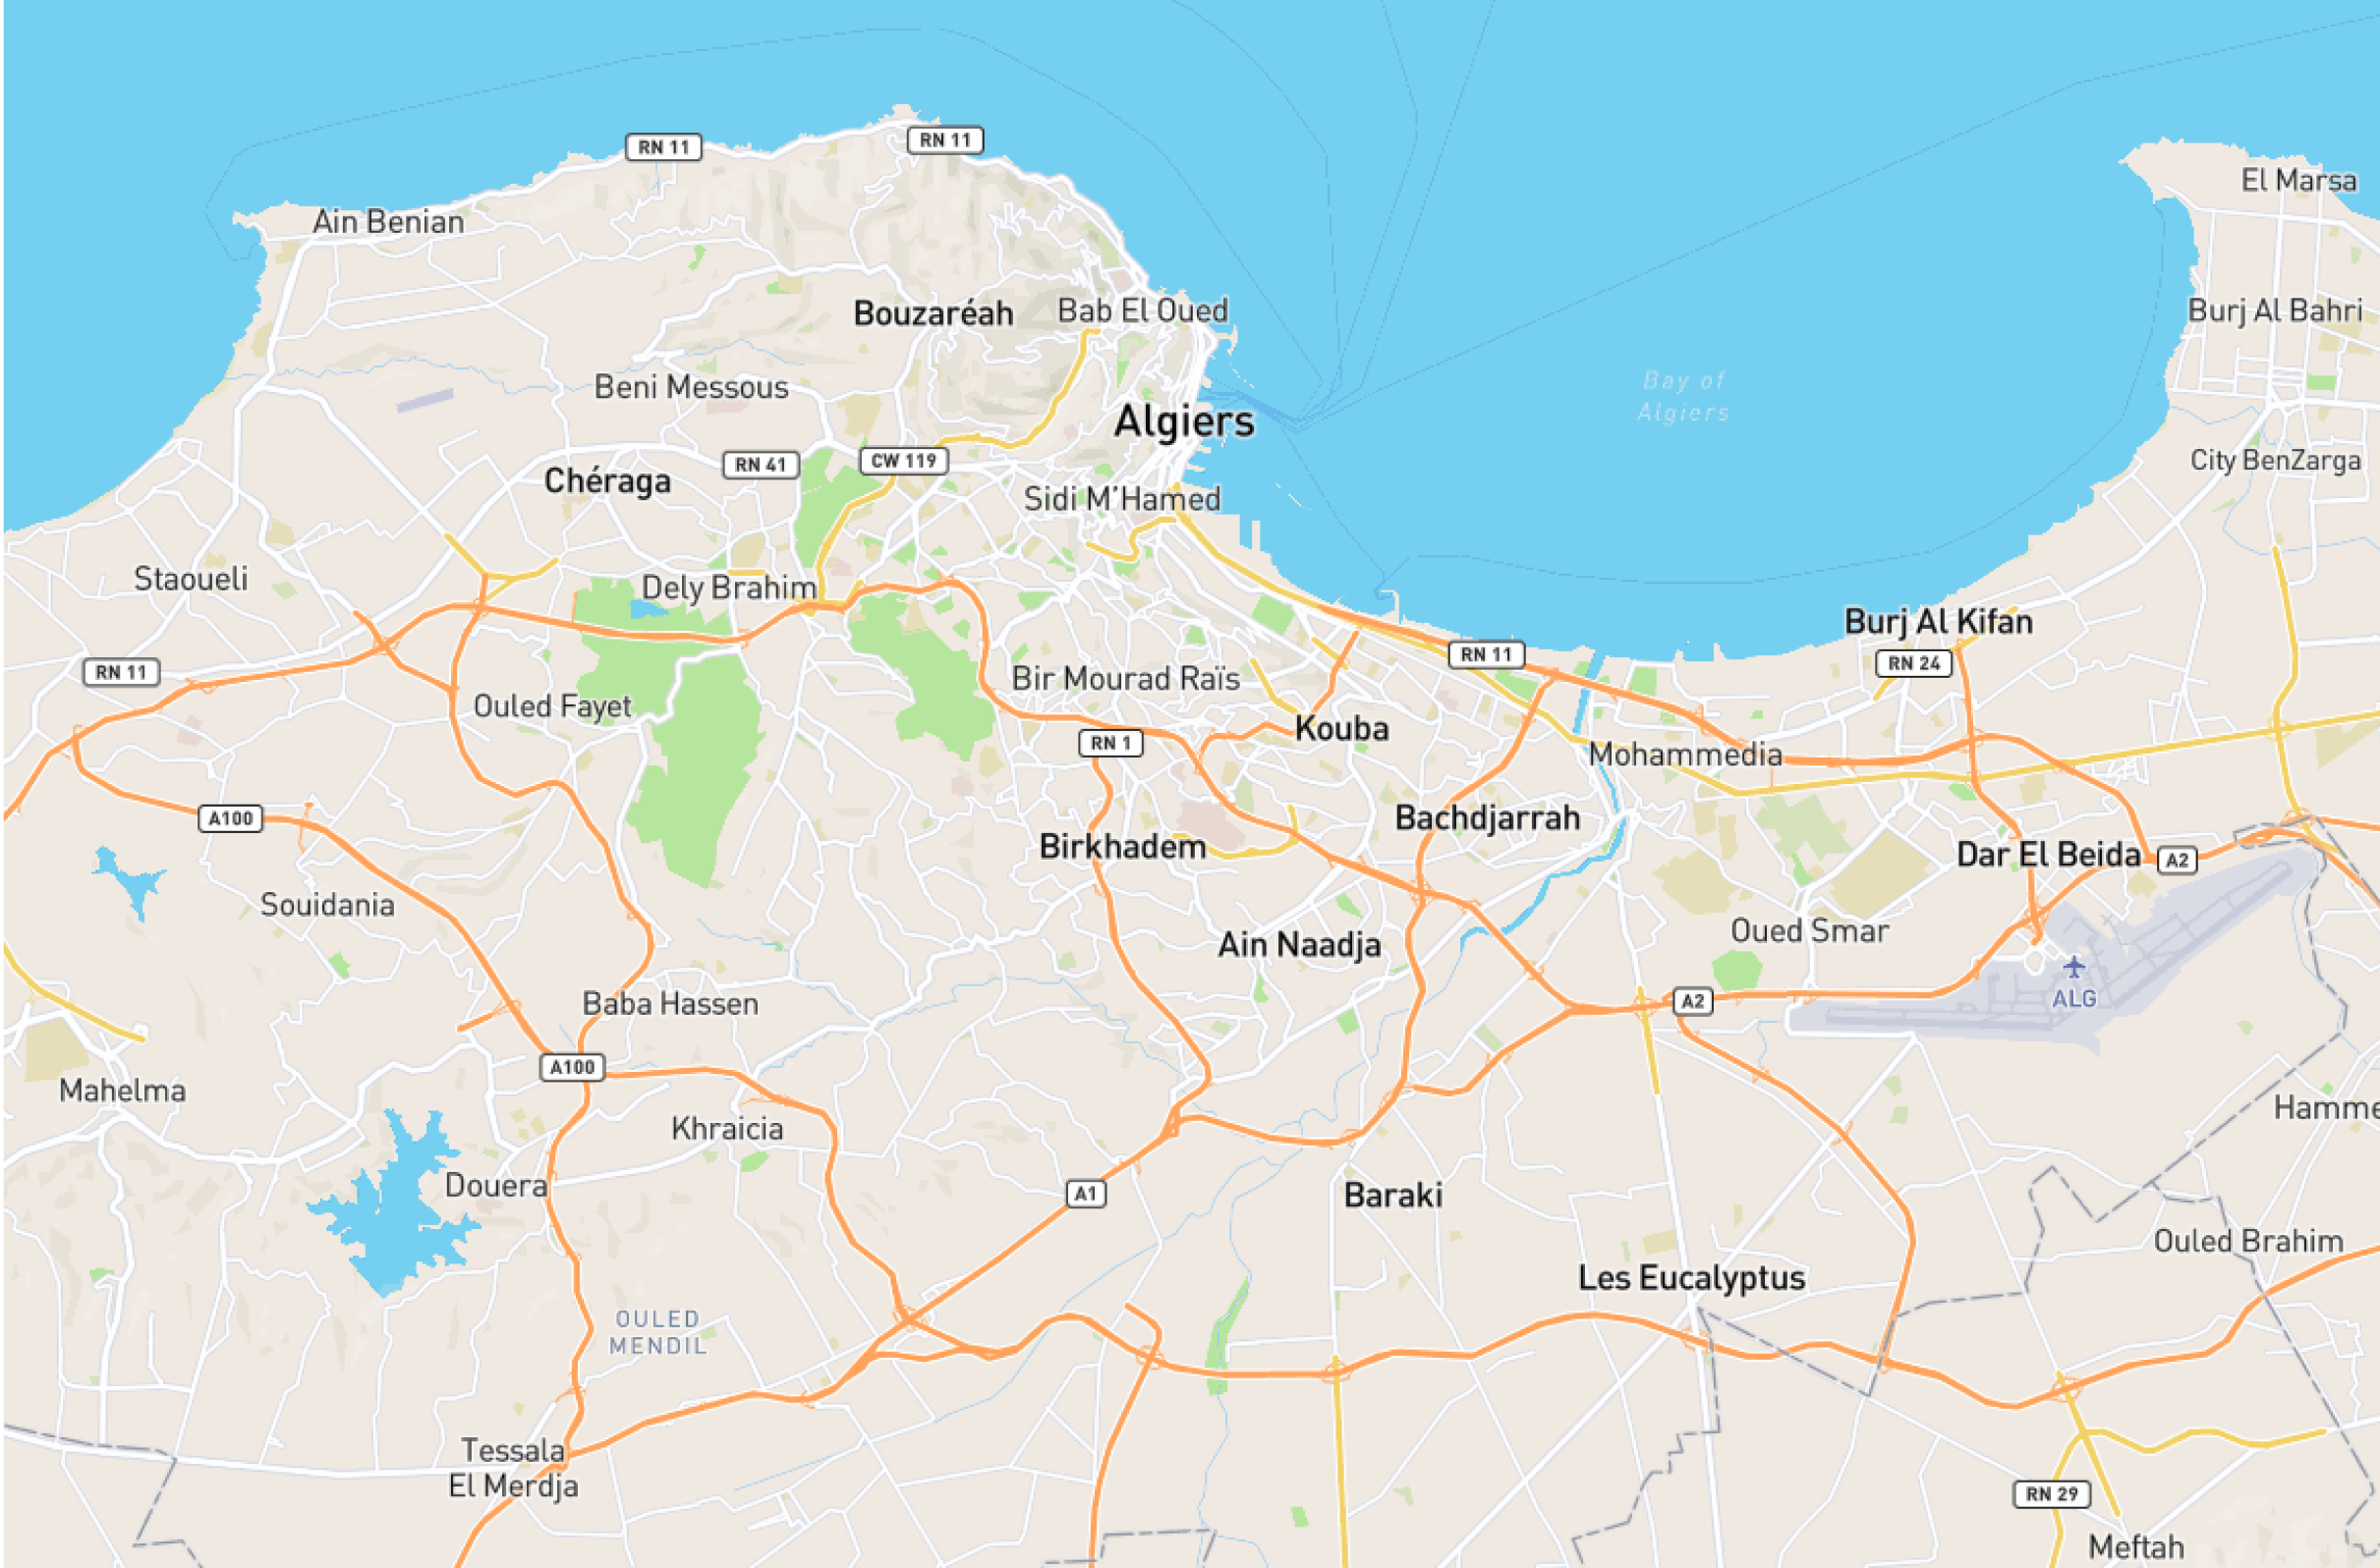 RN 11
RN 11
El Marsa
Ain Benian
Bouzaréah
Bab El Oued
Burj Al Bahri
Beni Messous
Bay of
Algiers
Algiers
RN 41
CW 119
City BenZarga
Chéraga
Sidi M'Hamed
Staoueli
Dely Brahim
Burj Al Kifan
RN 11
RN 11
RN 24
Bir Mourad Raïs
Ouled Fayet
Kouba
RN 1
Mohammedia
A100
Bachdjarrah
Birkhadem
Dar El Beida
A2
Souidania
Oued Smar
Ain Naadja
Baba Hassen
A2
ALG
A100
Mahelma
Hamme
Khraicia
Douera
A1
Baraki
Ouled Brahim
Les Eucalyptus
OULED
MENDIL
Tessala
El Merdja
RN 29
Meftah